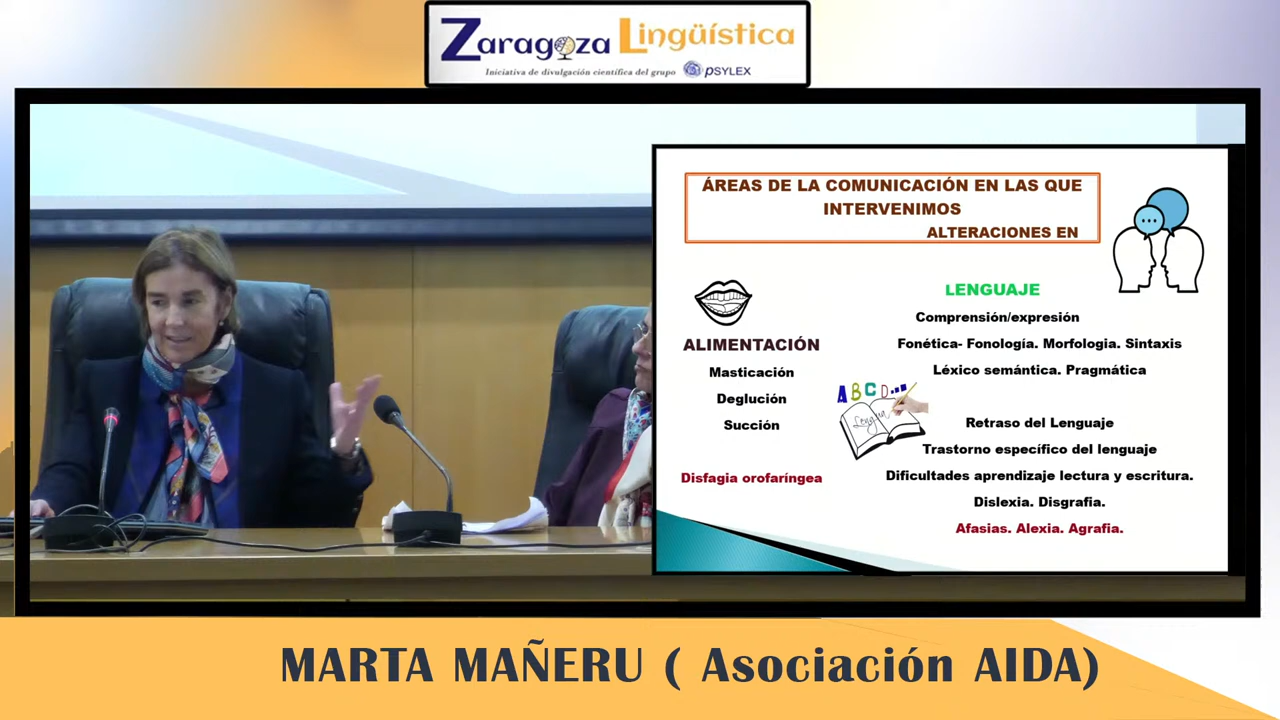 Zaragoza Lingüística
Iniciativa de divulgación científica del grupo PSYLEX
ÁREAS DE LA COMUNICACIÓN EN LAS QUE
INTERVENIMOS
ALTERACIONES EN
ALIMENTACIÓN
Masticación
Deglución
Succión
Disfagia orofaríngea
LENGUAJE
Comprensión/expresión
Fonética- Fonología. Morfologia. Sintaxis
Léxico semántica. Pragmática
A B C D...
Lengua
Retraso del Lenguaje
Trastorno específico del lenguaje
Dificultades aprendizaje lectura y escritura.
Dislexia. Disgrafia.
Afasias. Alexia. Agrafia.
MARTA MAÑERU ( Asociación AIDA)